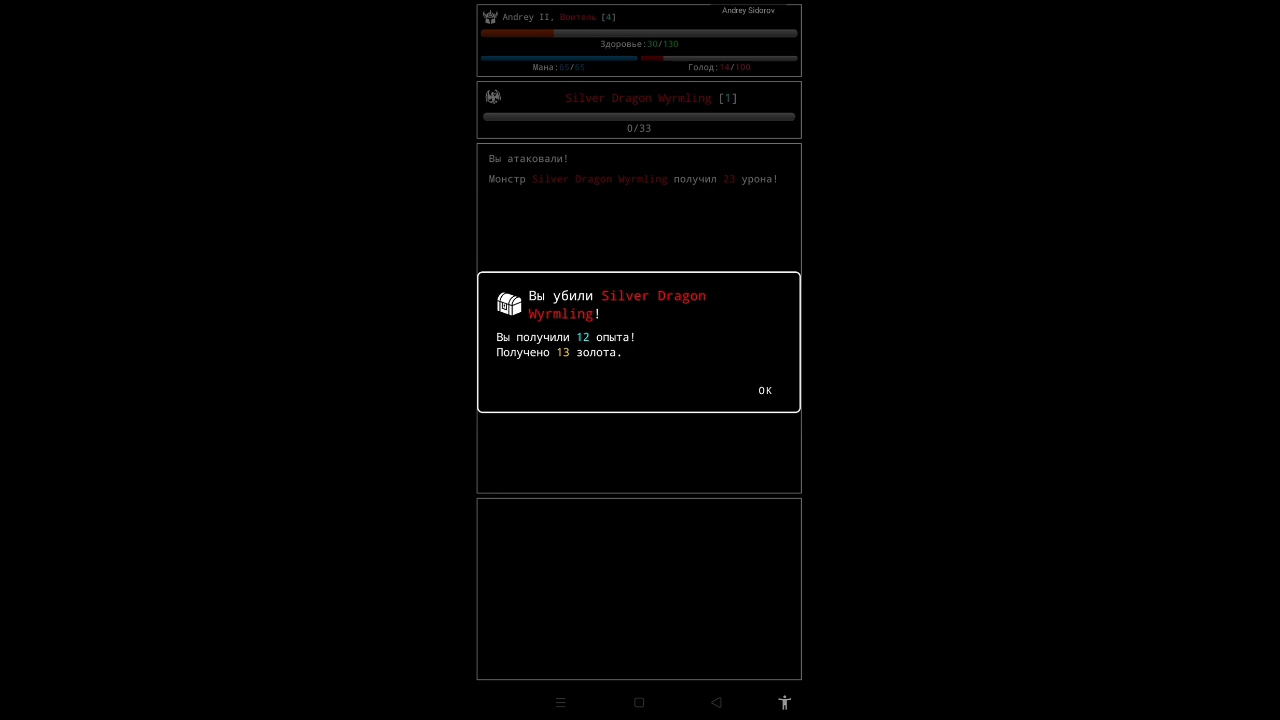 Andrey Sidorov
Andrey II, Воитель [4]
Здоровье:30/130
Мана:65/65
Голод:14/100
Silver Dragon Wyrmling [1]
0/33
Вы атаковали!
Монстр Silver Dragon Wyrmling получил 23 урона!
Вы убили Silver Dragon
Wyrmling!
Вы получили 12 опыта!
Получено 13 золота.
OK